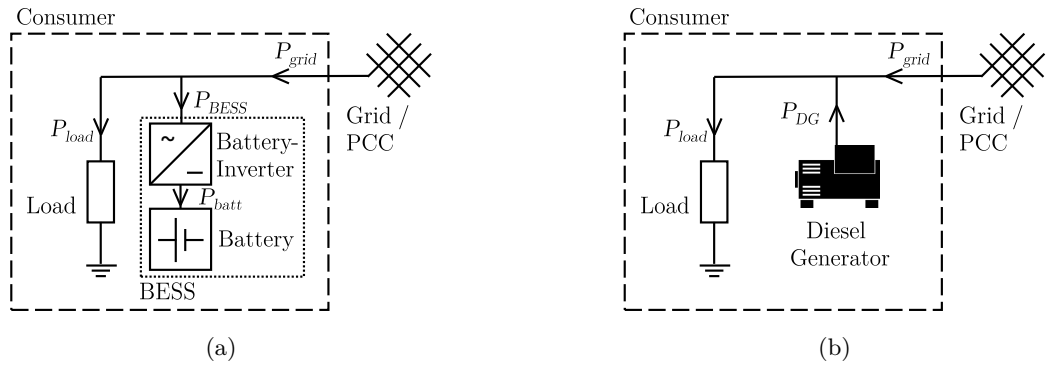 Consumer
P_grid
P_BESS
Grid /
PCC
P_load
~
Battery-
Inverter
P_batt
Load
Battery
BESS
(a)
Consumer
P_grid
P_DG
Grid /
PCC
P_load
Load
Diesel
Generator
(b)